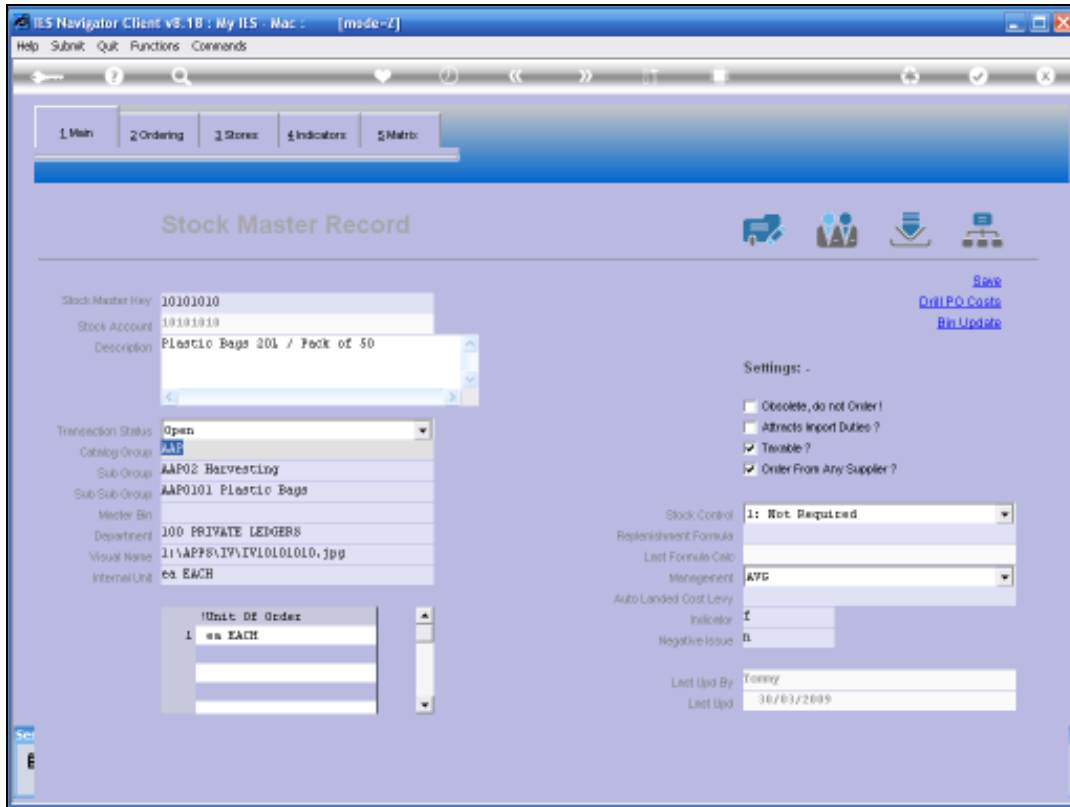 IES Navigator Client v8.1B : My IES - Mac : [mode=Z]
Help Submit Quit Functions Commands
1 Main 2 Ordering 3 Stores 4 Indicators 5 Matrix
Stock Master Record
Save
Drill PO Costs
Bin Update
Stock Master Key 10101010
Stock Account 10101010
Description Plastic Bags 20L / Pack of 50
Settings: -
Obsolete, do not Order !
Attracts Import Duties ?
Taxable ?
Order From Any Supplier ?
Transaction Status Open
Catalog Group AAP
Sub Group AAP02 Harvesting
Sub Sub Group AAP0101 Plastic Bags
Master Bin
Department 100 PRIVATE LEDGERS
Visual Name 1:\APPS\IV\IV10101010.jpg
Internal Unit ea EACH
Stock Control 1: Not Required
Replenishment Formula
Last Formula Calc
Management AVG
Auto Landed Cost Levy
Indicator f
Negative Issue n
!Unit Of Order
1 ea EACH
Last Upd By Tommy
Last Upd 30/03/2009